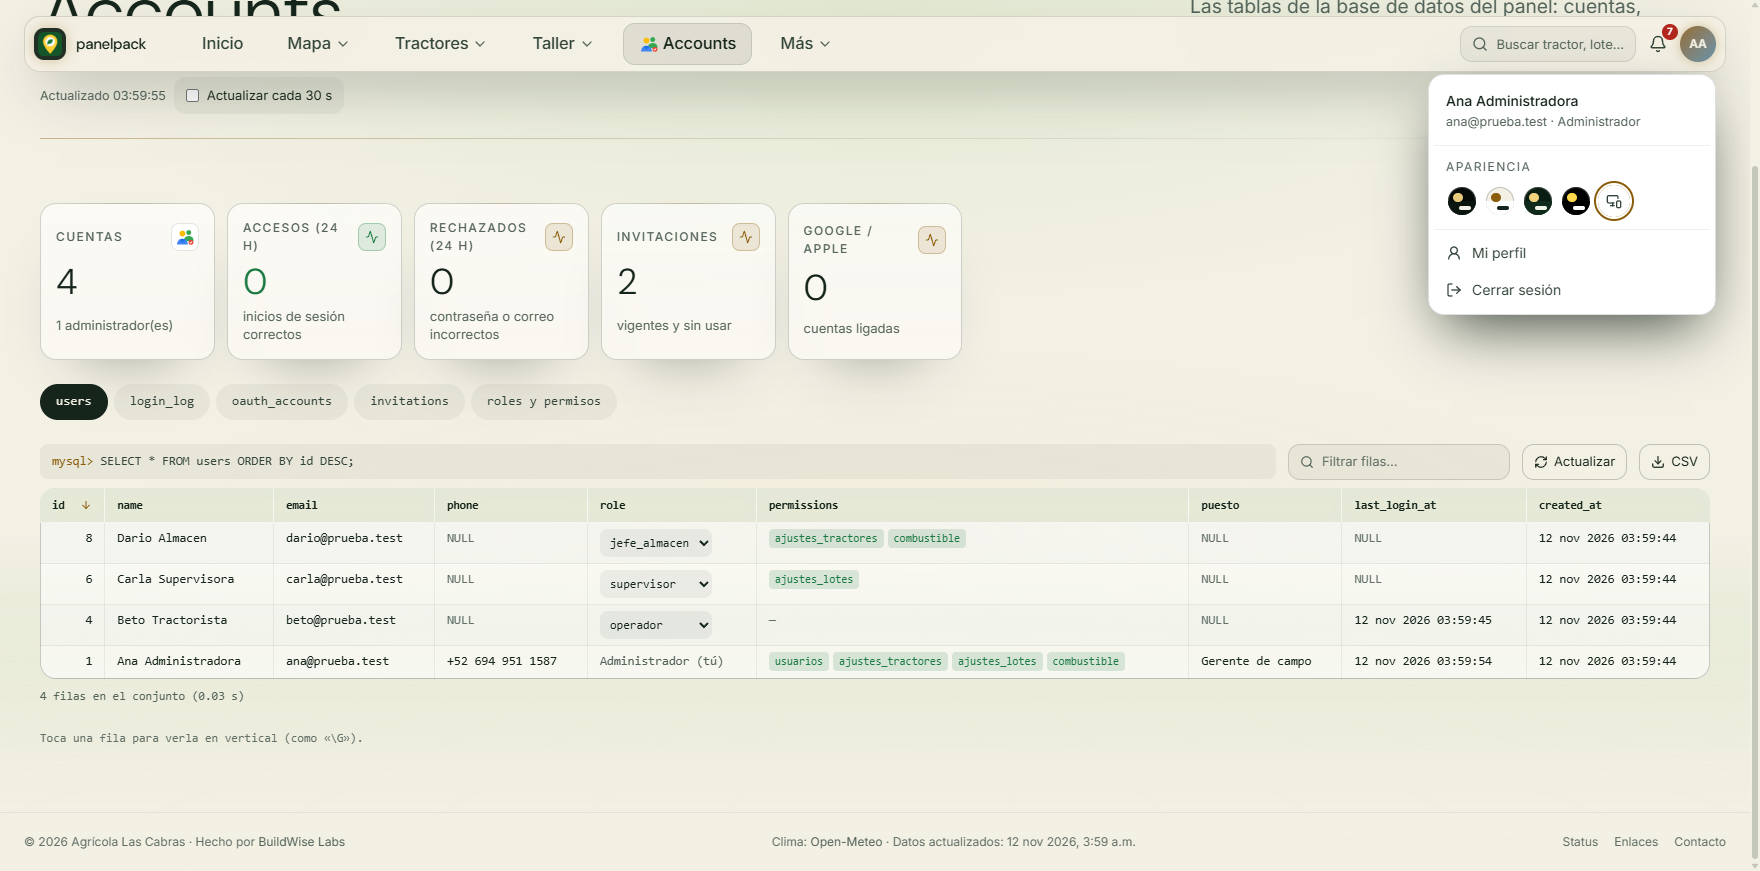 Accounts
Las tablas de la base de datos del panel: cuentas,
panelpack Inicio Mapa Tractores Taller Accounts Más Buscar tractor, lote... 7 AA
Actualizado 03:59:55 Actualizar cada 30 s
Ana Administradora
ana@prueba.test · Administrador
APARIENCIA
Mi perfil
Cerrar sesión
CUENTAS
4
1 administrador(es)
ACCESOS (24
H)
0
inicios de sesión
correctos
RECHAZADOS
(24 H)
0
contraseña o correo
incorrectos
INVITACIONES
2
vigentes y sin usar
GOOGLE /
APPLE
0
cuentas ligadas
users login_log oauth_accounts invitations roles y permisos
mysql> SELECT * FROM users ORDER BY id DESC; Filtrar filas... Actualizar CSV
id ↓ name email phone role permissions puesto last_login_at created_at
8 Dario Almacen dario@prueba.test NULL jefe_almacen ajustes_tractores combustible NULL NULL 12 nov 2026 03:59:44
6 Carla Supervisora carla@prueba.test NULL supervisor ajustes_lotes NULL NULL 12 nov 2026 03:59:44
4 Beto Tractorista beto@prueba.test NULL operador — NULL 12 nov 2026 03:59:45 12 nov 2026 03:59:44
1 Ana Administradora ana@prueba.test +52 694 951 1587 Administrador (tú) usuarios ajustes_tractores ajustes_lotes combustible Gerente de campo 12 nov 2026 03:59:54 12 nov 2026 03:59:44
4 filas en el conjunto (0.03 s)
Toca una fila para verla en vertical (como «\G»).
© 2026 Agrícola Las Cabras · Hecho por BuildWise Labs Clima: Open-Meteo · Datos actualizados: 12 nov 2026, 3:59 a.m. Status Enlaces Contacto